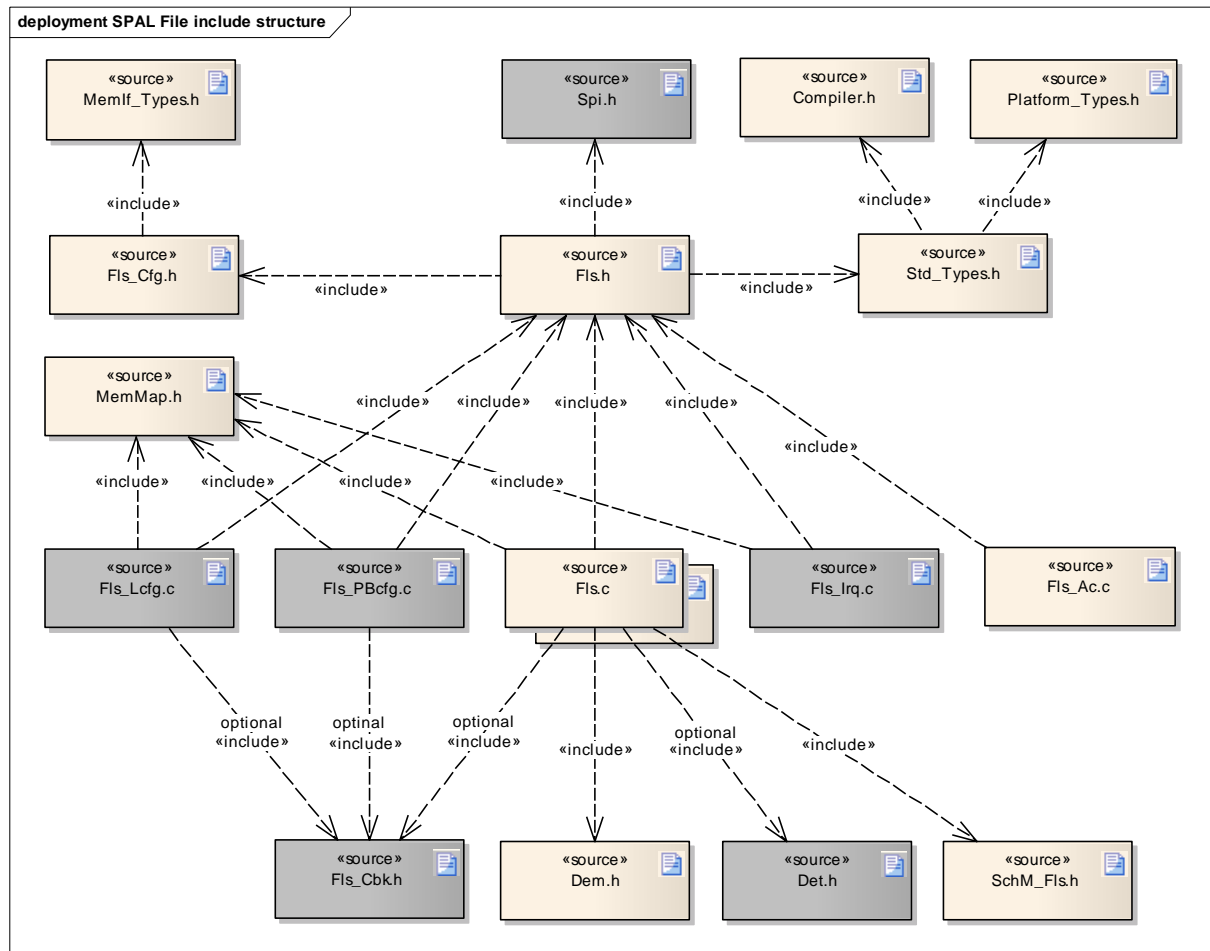 deployment SPAL File include structure
«source»
MemIf_Types.h
«source»
Spi.h
«source»
Compiler.h
«source»
Platform_Types.h
«include»
«include»
«include»
«include»
«source»
Fls_Cfg.h
«source»
Fls.h
«source»
Std_Types.h
«include»
«include»
«source»
MemMap.h
«include»
«include»
«include»
«include»
«include»
«include»
«include»
«include»
«include»
«source»
Fls_Lcfg.c
«source»
Fls_PBcfg.c
«source»
Fls.c
«source»
Fls_Irq.c
«source»
Fls_Ac.c
optional
«include»
optinal
«include»
optional
«include»
«include»
optional
«include»
«include»
«source»
Fls_Cbk.h
«source»
Dem.h
«source»
Det.h
«source»
SchM_Fls.h